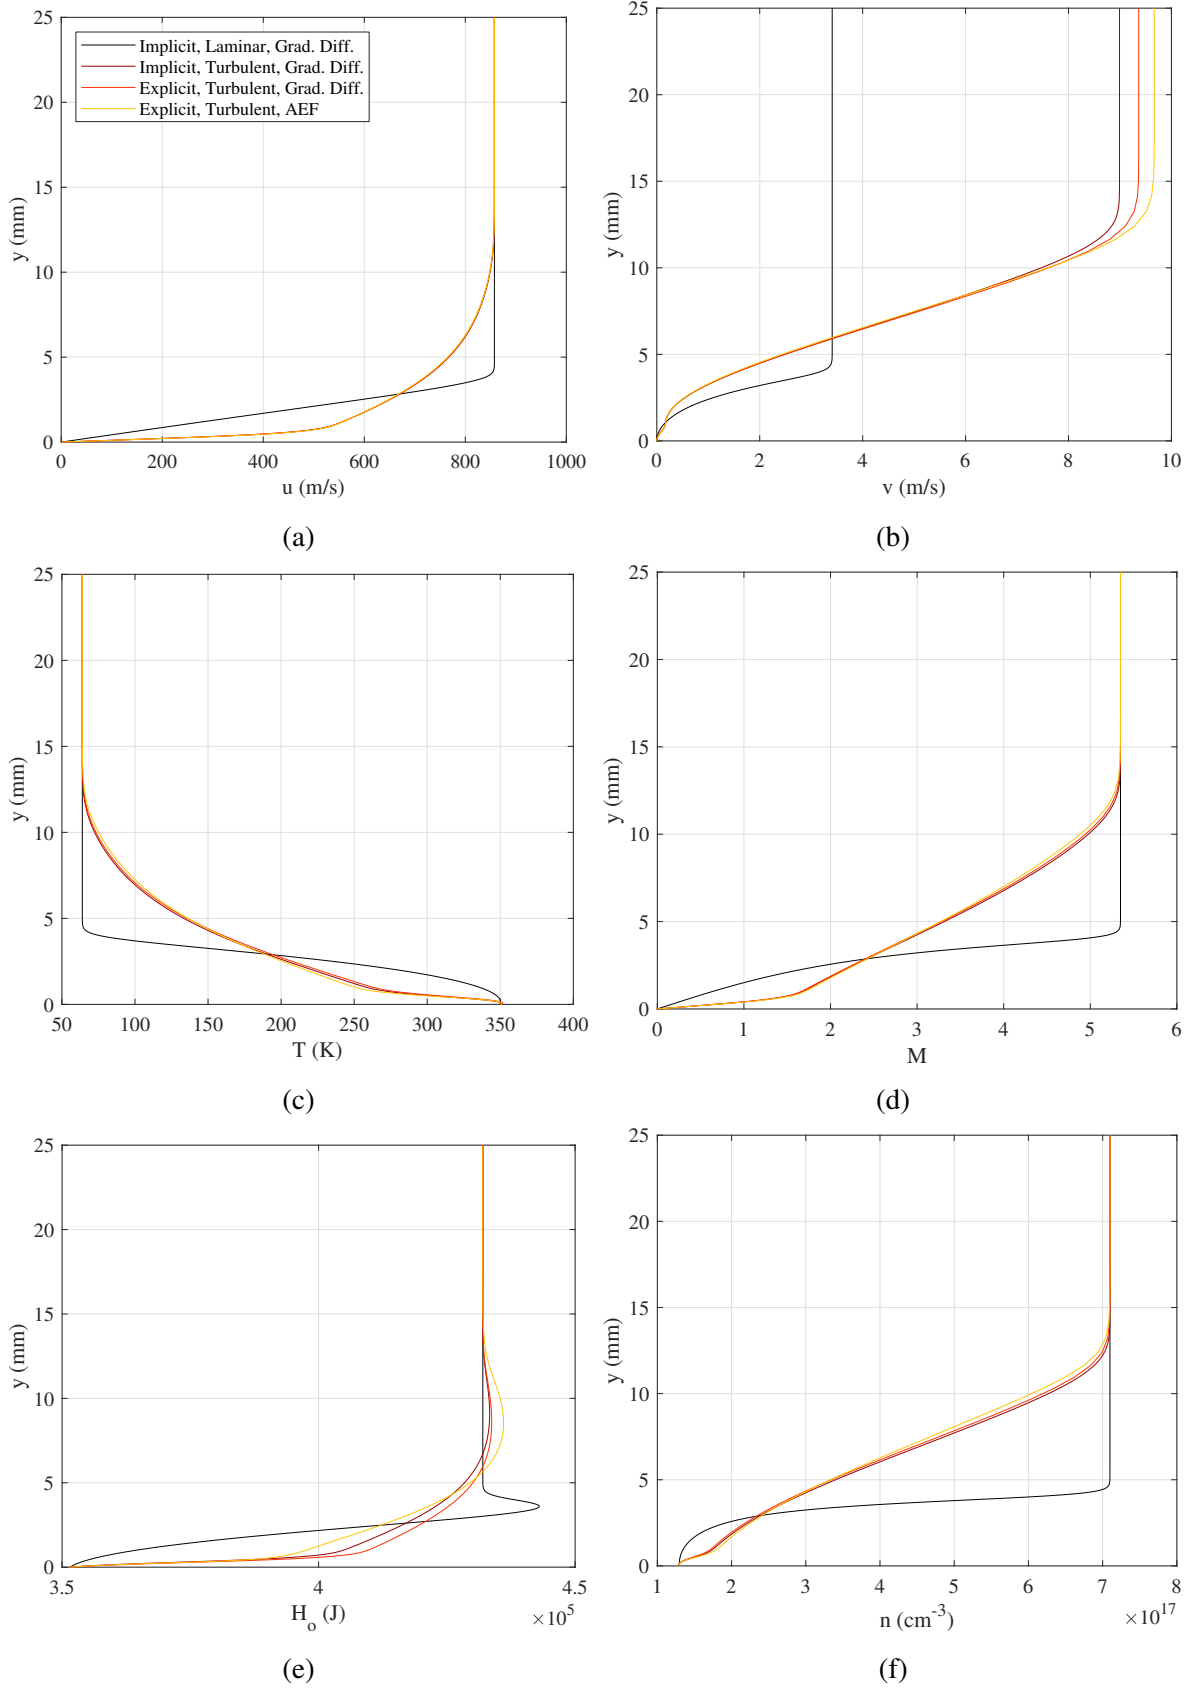 25
20
15
10
5
0
y (mm)
Implicit, Laminar, Grad. Diff.
Implicit, Turbulent, Grad. Diff.
Explicit, Turbulent, Grad. Diff.
Explicit, Turbulent, AEF
0 200 400 600 800 1000
u (m/s)
(a)
25
20
15
10
5
0
y (mm)
0 2 4 6 8 10
v (m/s)
(b)
25
20
15
10
5
0
y (mm)
50 100 150 200 250 300 350 400
T (K)
(c)
25
20
15
10
5
0
y (mm)
0 1 2 3 4 5 6
M
(d)
25
20
15
10
5
0
y (mm)
3.5 4 4.5
H_o (J) ×10^5
(e)
25
20
15
10
5
0
y (mm)
1 2 3 4 5 6 7 8
n (cm^-3) ×10^17
(f)